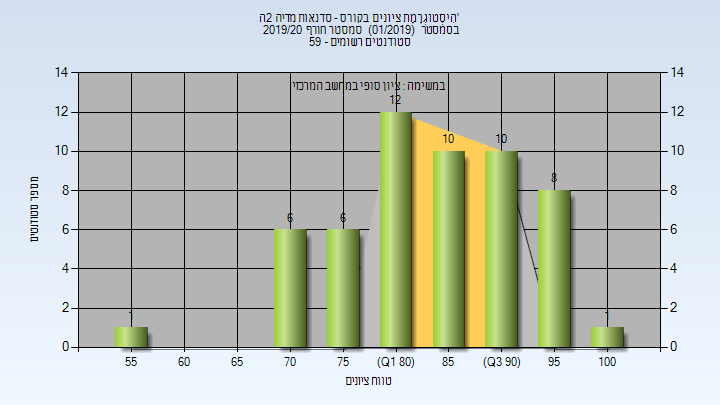 היסטוגרמת ציונים בקורס - סדנאות מדיה 2ה'
בסמסטר (01/2019) סמסטר חורף 2019/20
סטודנטים רשומים - 59
במשימה : ציון סופי במחשב המרכזי
מספר סטודנטים
14 12 10 8 6 4 2 0
14 12 10 8 6 4 2 0
1 6 6 12 10 10 8 1
55 60 65 70 75 (Q1 80) 85 (Q3 90) 95 100
טווח ציונים